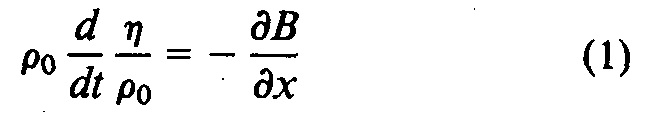 ρ₀ d/dt η/ρ₀ = − ∂B/∂x (1)